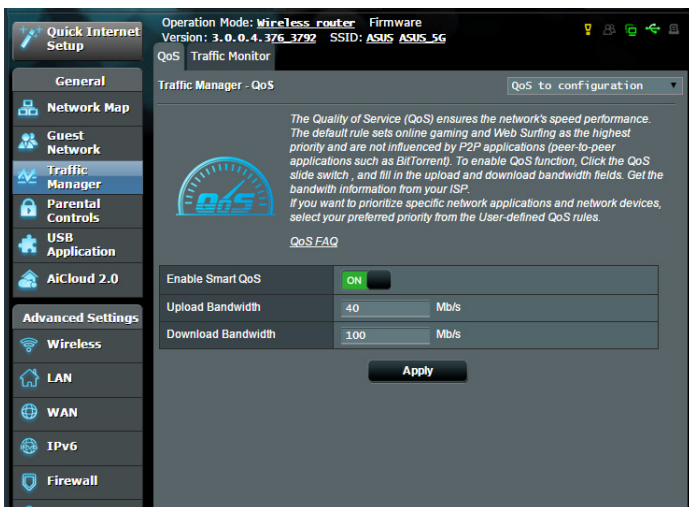 Quick Internet
Setup
Operation Mode: Wireless router Firmware
Version: 3.0.0.4.376_3792 SSID: ASUS ASUS_5G
QoS Traffic Monitor
General
Network Map
Guest
Network
Traffic
Manager
Parental
Controls
USB
Application
AiCloud 2.0
Advanced Settings
Wireless
LAN
WAN
IPv6
Firewall
Traffic Manager - QoS
QoS to configuration
The Quality of Service (QoS) ensures the network's speed performance.
The default rule sets online gaming and Web Surfing as the highest
priority and are not influenced by P2P applications (peer-to-peer
applications such as BitTorrent). To enable QoS function, Click the QoS
slide switch , and fill in the upload and download bandwidth fields. Get the
bandwith information from your ISP.
If you want to prioritize specific network applications and network devices,
select your preferred priority from the User-defined QoS rules.
QoS FAQ
QoS
Enable Smart QoS ON
Upload Bandwidth 40 Mb/s
Download Bandwidth 100 Mb/s
Apply